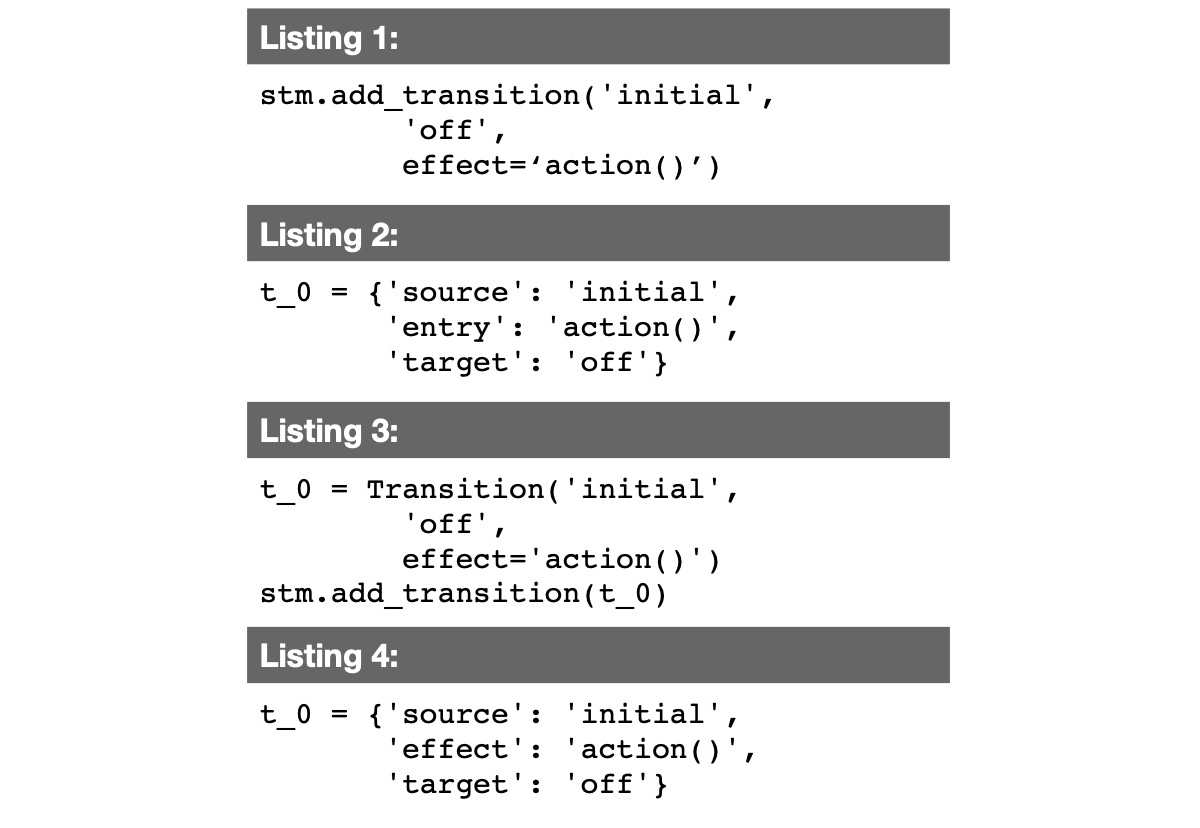 Listing 1:
stm.add_transition('initial',
'off',
effect=‘action()’)
Listing 2:
t_0 = {'source': 'initial',
'entry': 'action()',
'target': 'off'}
Listing 3:
t_0 = Transition('initial',
'off',
effect='action()')
stm.add_transition(t_0)
Listing 4:
t_0 = {'source': 'initial',
'effect': 'action()',
'target': 'off'}